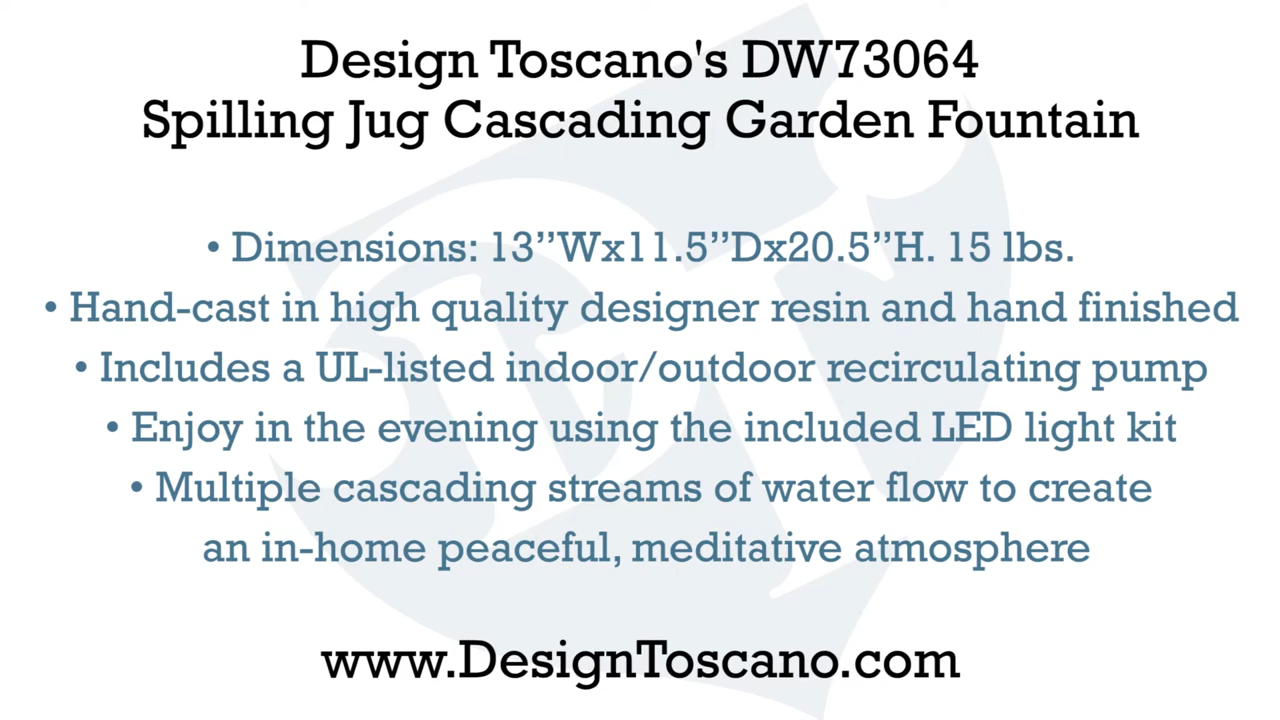 Design Toscano's DW73064
Spilling Jug Cascading Garden Fountain
• Dimensions: 13’’Wx11.5’’Dx20.5’’H. 15 lbs.
• Hand-cast in high quality designer resin and hand finished
• Includes a UL-listed indoor/outdoor recirculating pump
• Enjoy in the evening using the included LED light kit
• Multiple cascading streams of water flow to create
an in-home peaceful, meditative atmosphere
www.DesignToscano.com